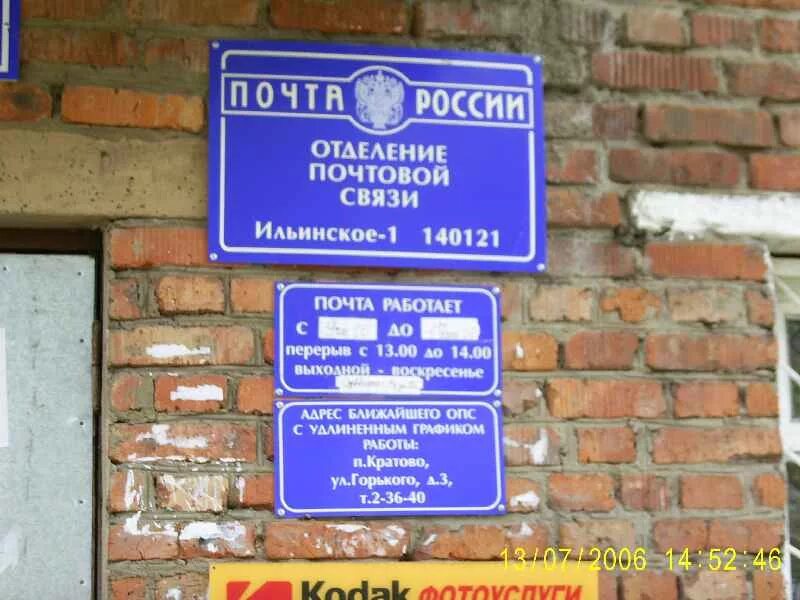 ПОЧТА РОССИИ
ОТДЕЛЕНИЕ
ПОЧТОВОЙ
СВЯЗИ
Ильинское-1 140121
ПОЧТА РАБОТАЕТ
с до
перерыв с 13.00 до 14.00
выходной - воскресенье
АДРЕС БЛИЖАЙШЕГО ОПС
С УДЛИНЕННЫМ ГРАФИКОМ
РАБОТЫ:
п.Кратово,
ул.Горького, д.3,
т.2-36-40
13/07/2006 14:52:46
Kodak ФОТОУСЛУГИ